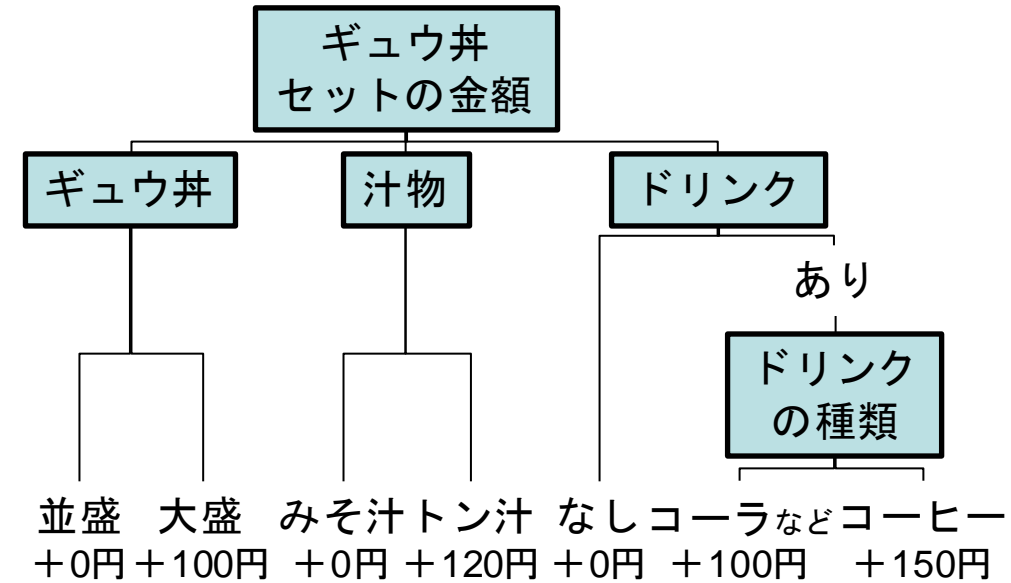 ギュウ丼
セットの金額
ギュウ丼
汁物
ドリンク
あり
ドリンク
の種類
並盛 大盛 みそ汁 トン汁 なし コーラなど コーヒー
＋0円 ＋100円 ＋0円 ＋120円 ＋0円 ＋100円 ＋150円